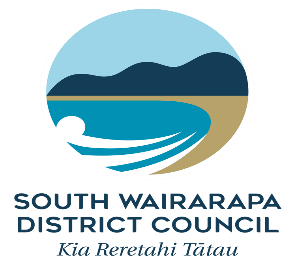 SOUTH WAIRARAPA
DISTRICT COUNCIL
Kia Reretahi Tātau